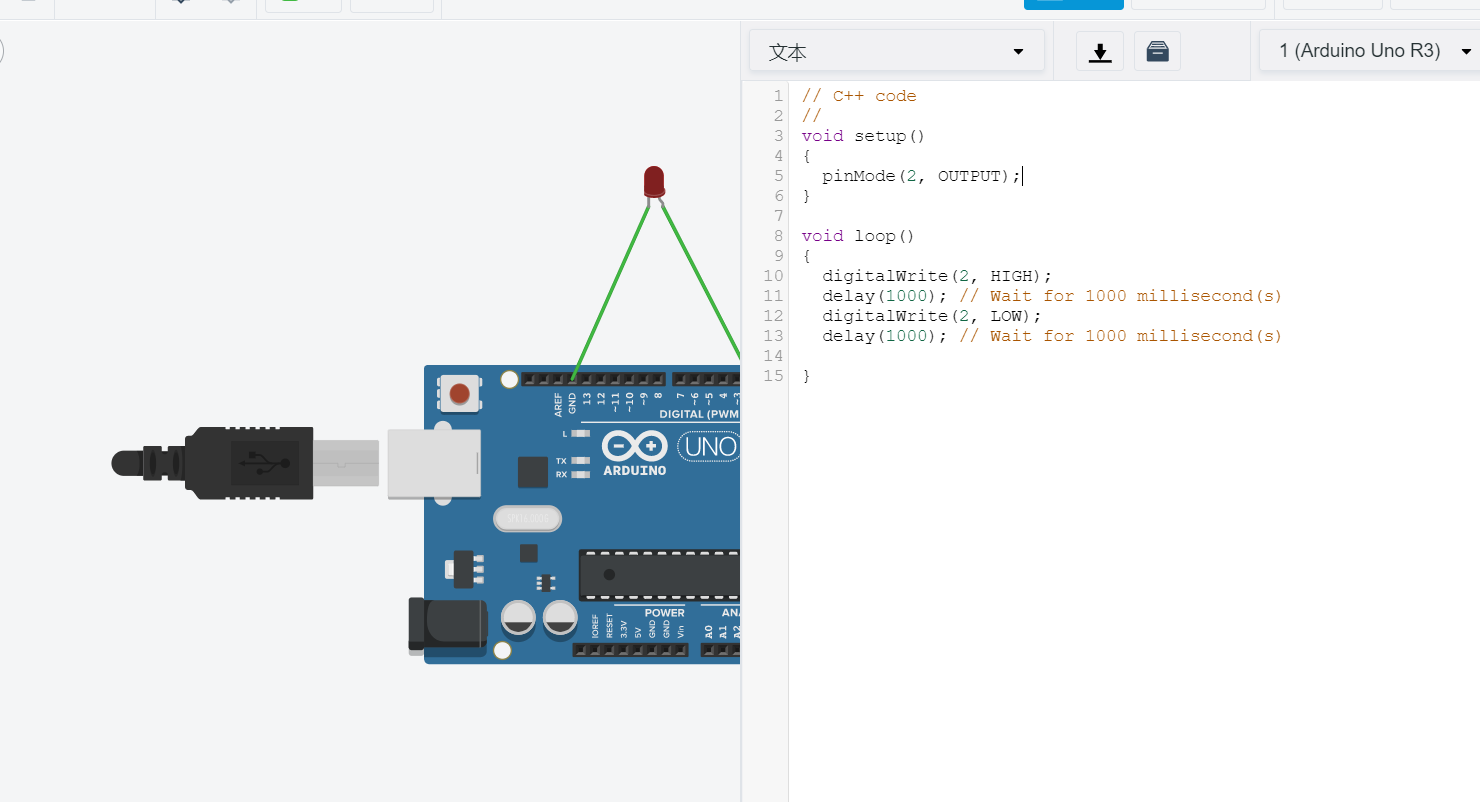 文本
1 (Arduino Uno R3)
1 // C++ code
2 //
3 void setup()
4 {
5 pinMode(2, OUTPUT);
6 }
7
8 void loop()
9 {
10 digitalWrite(2, HIGH);
11 delay(1000); // Wait for 1000 millisecond(s)
12 digitalWrite(2, LOW);
13 delay(1000); // Wait for 1000 millisecond(s)
14
15 }
AREF GND 13 12 ~11 ~10 ~9 8 7 ~6 ~5 4 ~3
DIGITAL (PWM
L
TX
RX
UNO
ARDUINO
POWER ANA
IOREF RESET 3.3V 5V GND GND Vin A0 A1 A2